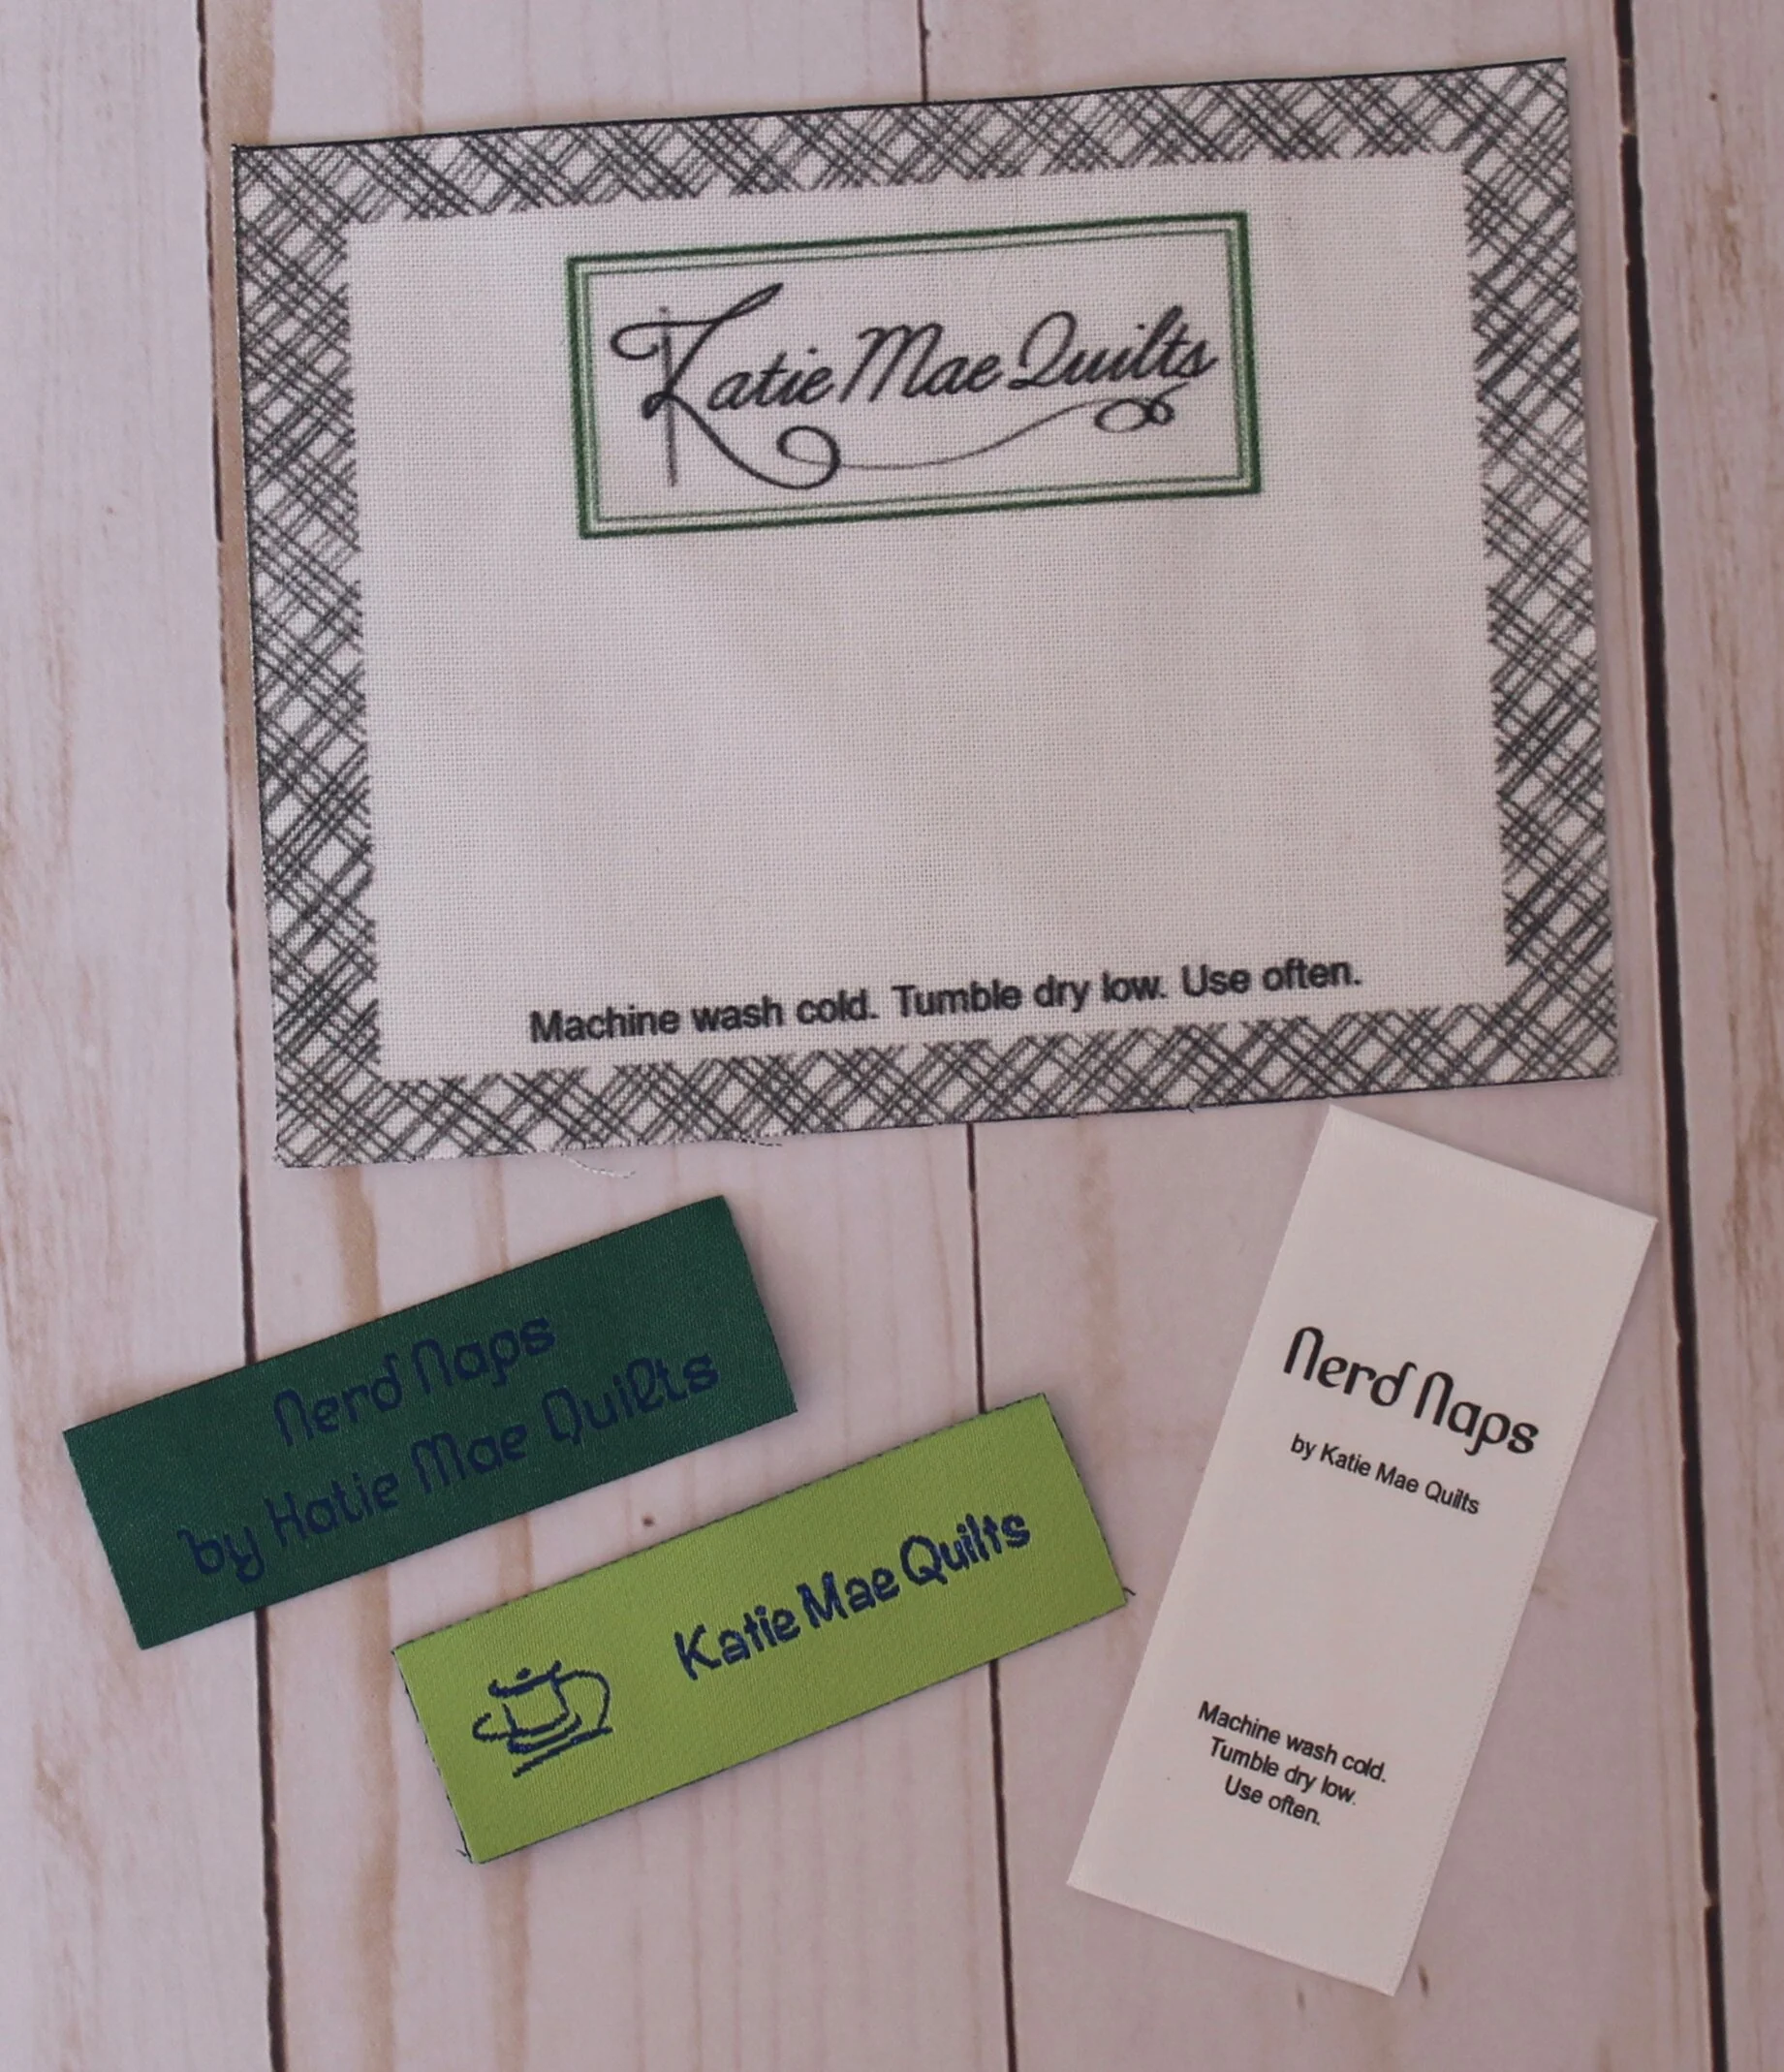 Katie Mae Quilts
Machine wash cold. Tumble dry low. Use often.
Nerd Naps
by Katie Mae Quilts
Katie Mae Quilts
Nerd Naps
by Katie Mae Quilts
Machine wash cold.
Tumble dry low.
Use often.